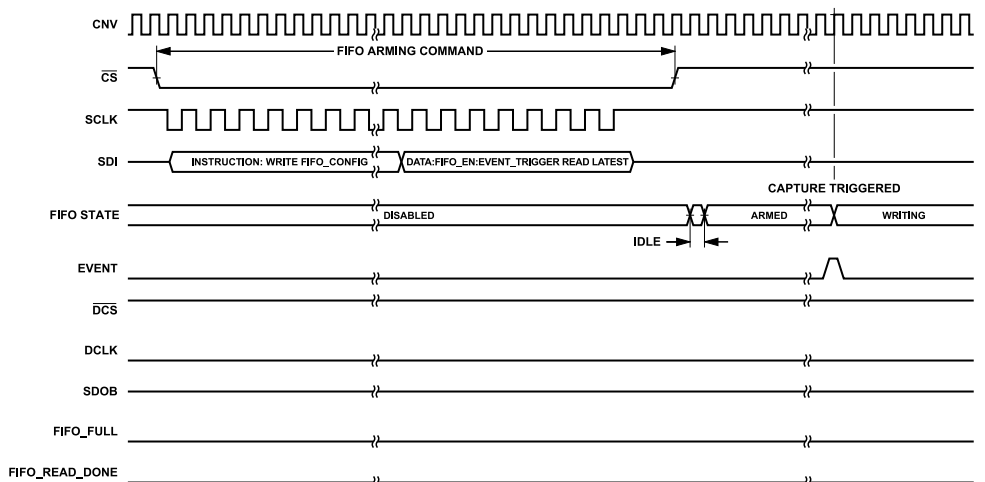 CNV
FIFO ARMING COMMAND
CS
SCLK
SDI
INSTRUCTION: WRITE FIFO_CONFIG
DATA:FIFO_EN:EVENT_TRIGGER READ LATEST
CAPTURE TRIGGERED
FIFO STATE
DISABLED
ARMED
WRITING
IDLE
EVENT
DCS
DCLK
SDOB
FIFO_FULL
FIFO_READ_DONE